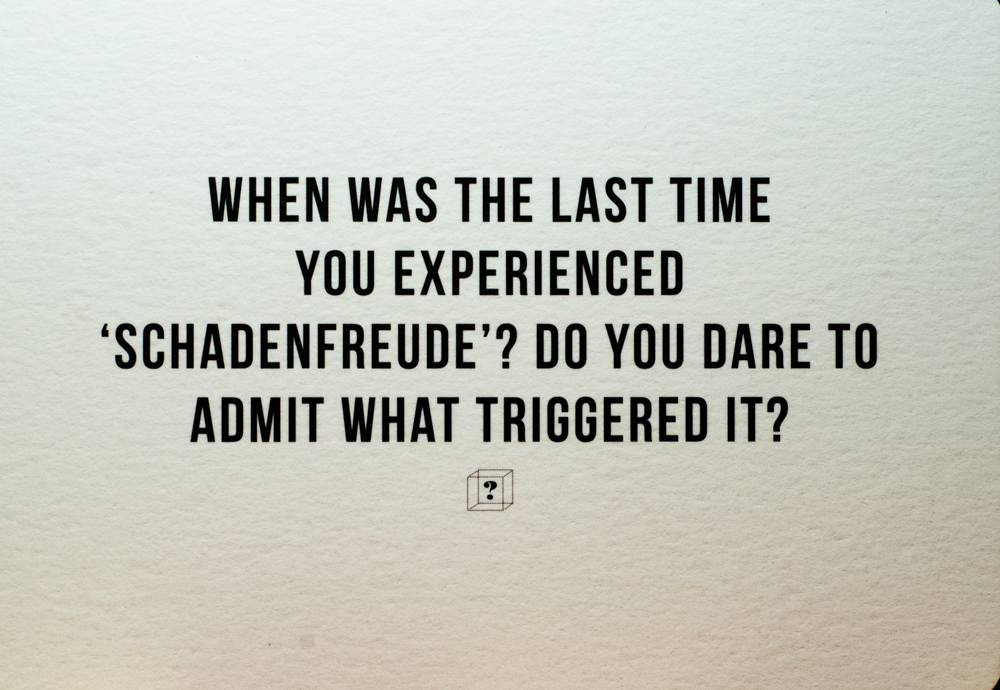 WHEN WAS THE LAST TIME
YOU EXPERIENCED
‘SCHADENFREUDE’? DO YOU DARE TO
ADMIT WHAT TRIGGERED IT?
?